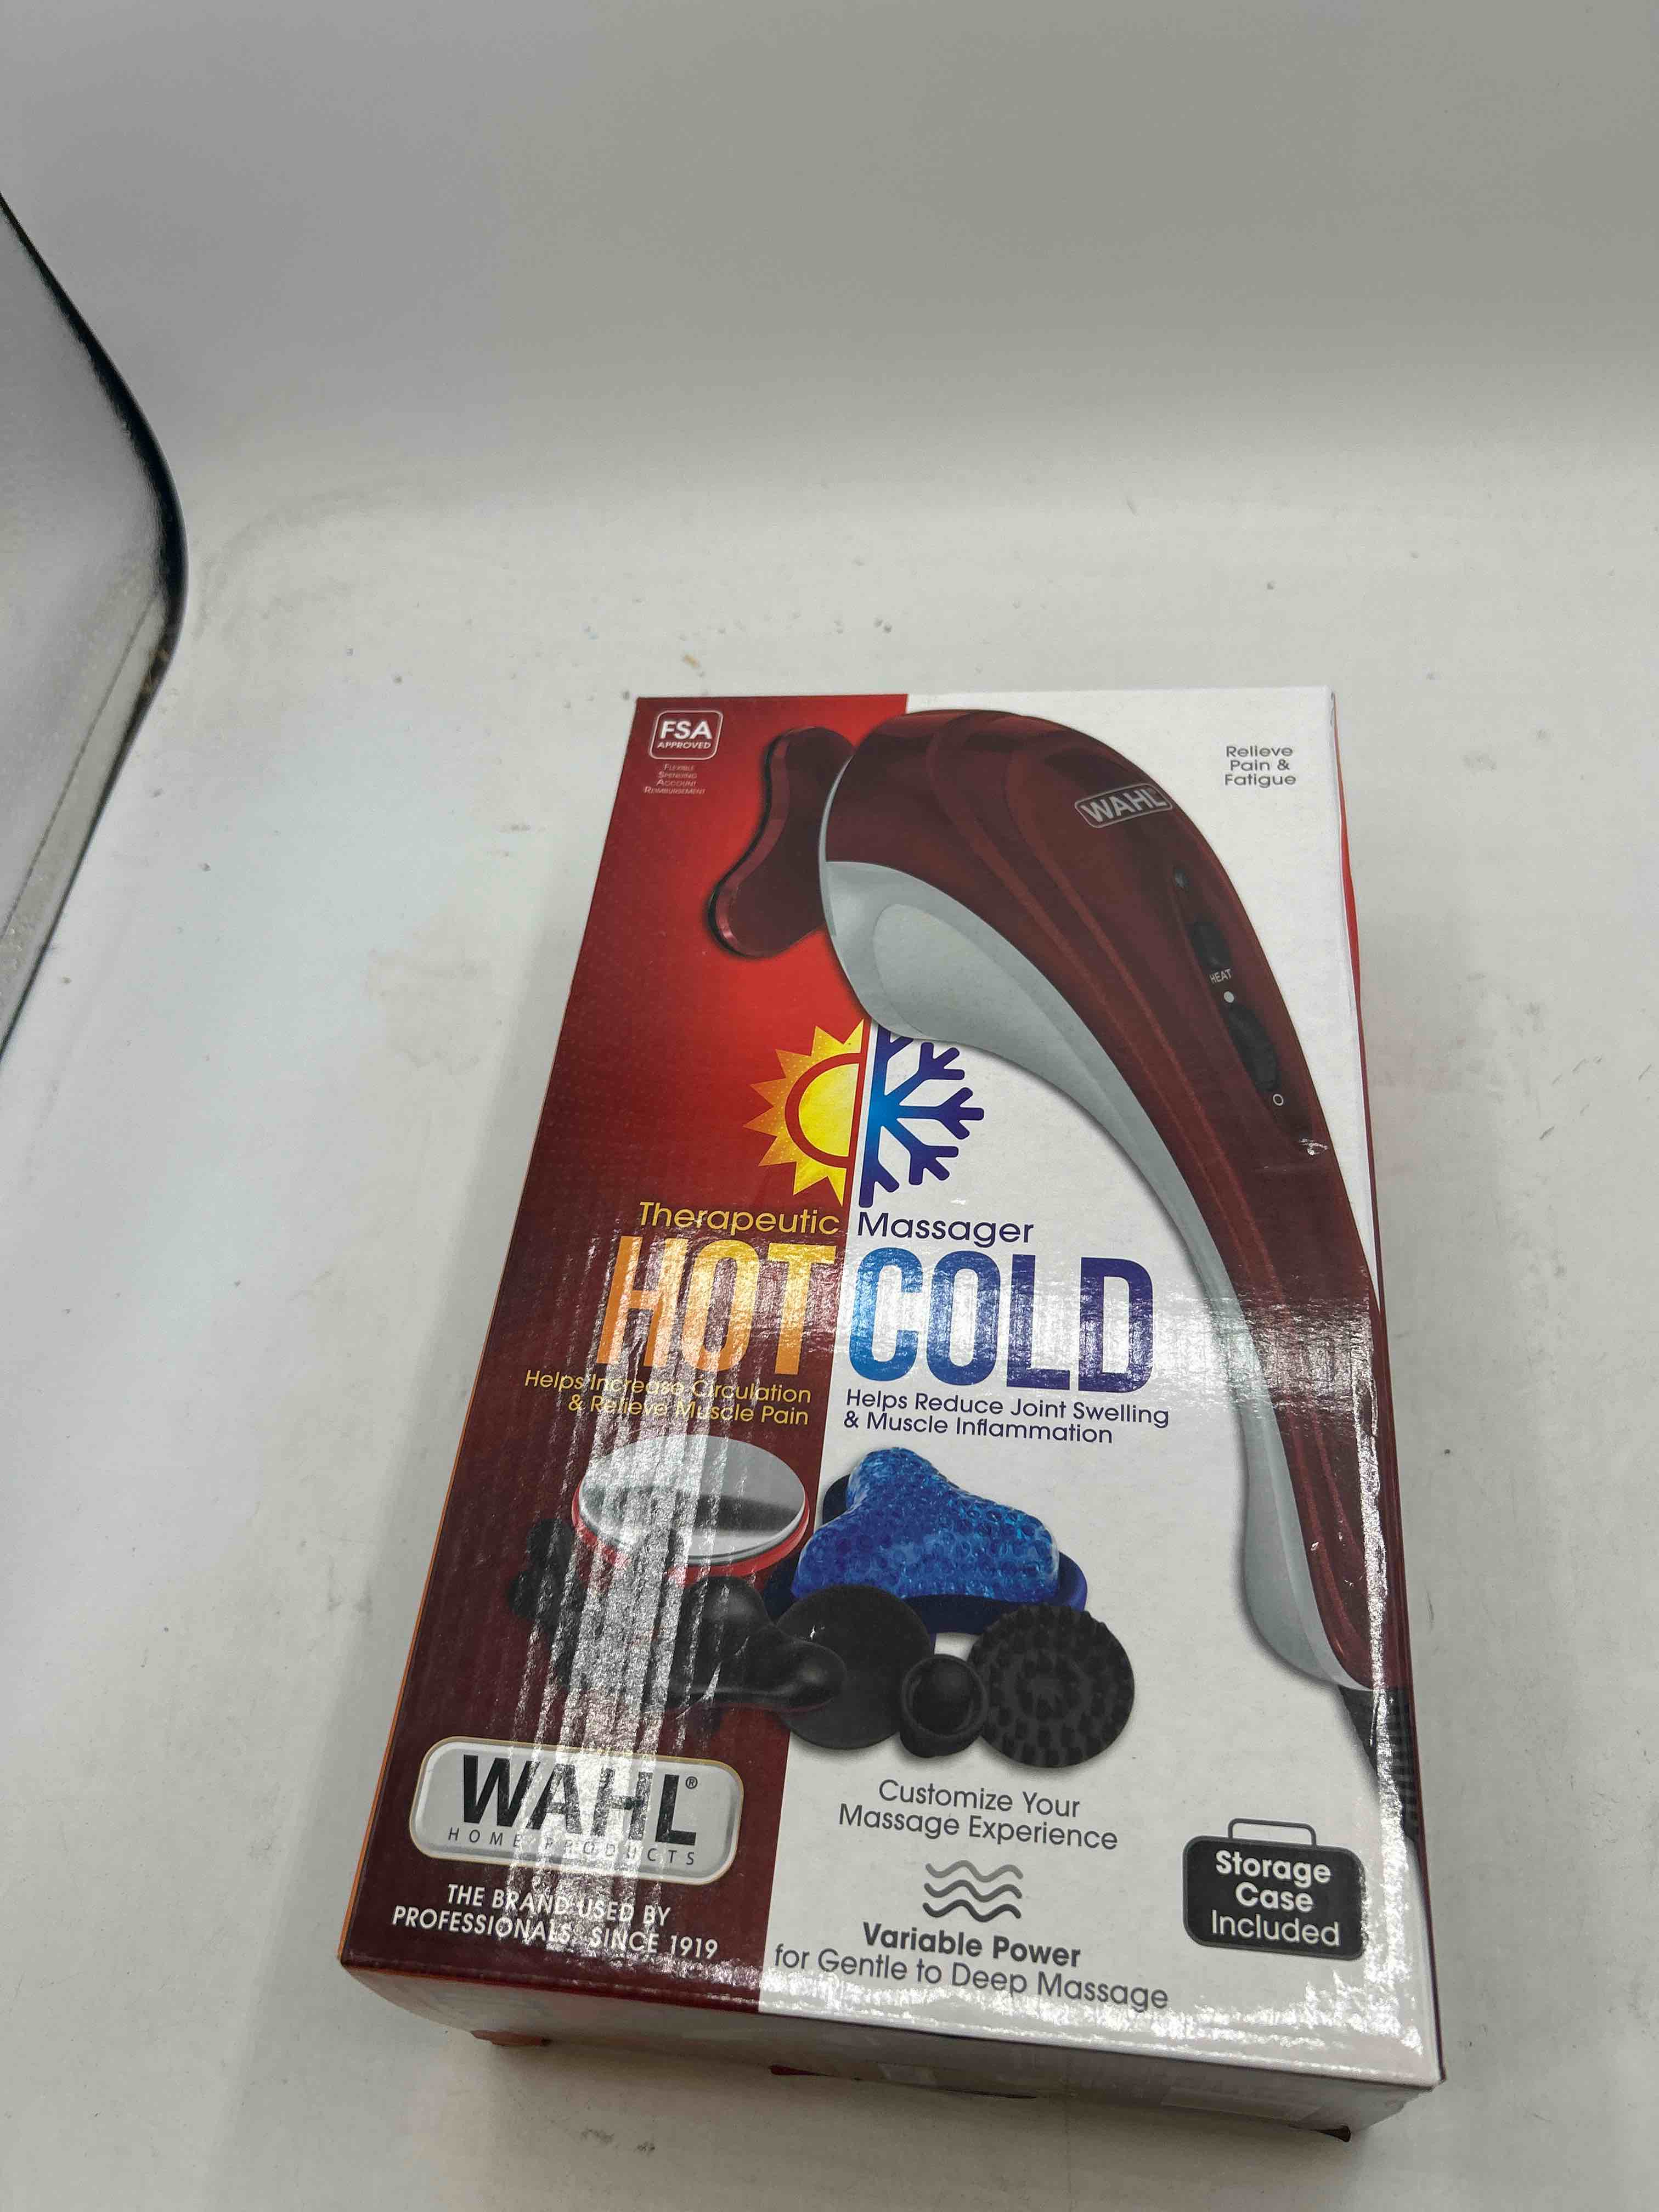 FSA
APPROVED
FLEXIBLE
SPENDING
ACCOUNT
REIMBURSEMENT
Relieve
Pain &
Fatigue
WAHL
HEAT
Therapeutic Massager
HOT COLD
Helps Increase Circulation
& Relieve Muscle Pain
Helps Reduce Joint Swelling
& Muscle Inflammation
WAHL®
HOME PRODUCTS
THE BRAND USED BY
PROFESSIONALS. SINCE 1919
Customize Your
Massage Experience
Variable Power
for Gentle to Deep Massage
Storage
Case
Included